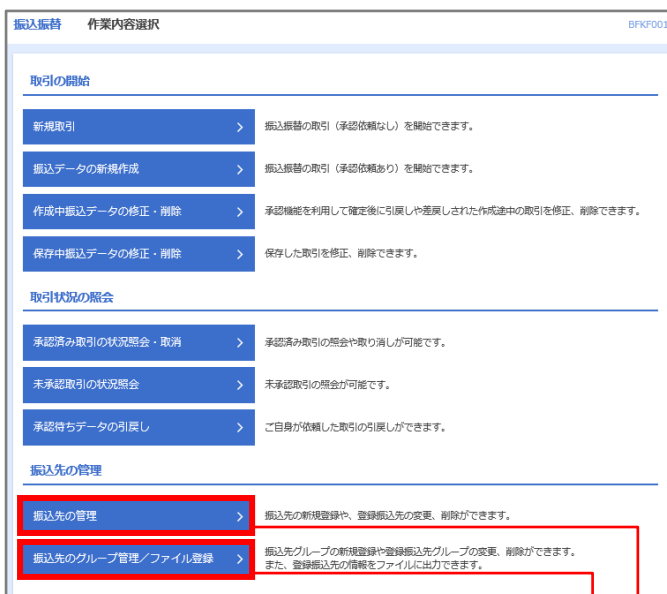 振込振替 作業内容選択 BFKF001
取引の開始
新規取引 振込振替の取引（承認依頼なし）を開始できます。
振込データの新規作成 振込振替の取引（承認依頼あり）を開始できます。
作成中振込データの修正・削除 承認機能を利用して確定後に引戻しや差戻しされた作成途中の取引を修正、削除できます。
保存中振込データの修正・削除 保存した取引を修正、削除できます。
取引状況の照会
承認済み取引の状況照会・取消 承認済み取引の照会や取り消しが可能です。
未承認取引の状況照会 未承認取引の照会が可能です。
承認待ちデータの引戻し ご自身が依頼した取引の引戻しができます。
振込先の管理
振込先の管理 振込先の新規登録や、登録振込先の変更、削除ができます。
振込先のグループ管理／ファイル登録 振込先グループの新規登録や登録振込先グループの変更、削除ができます。
また、登録振込先の情報をファイルに出力できます。